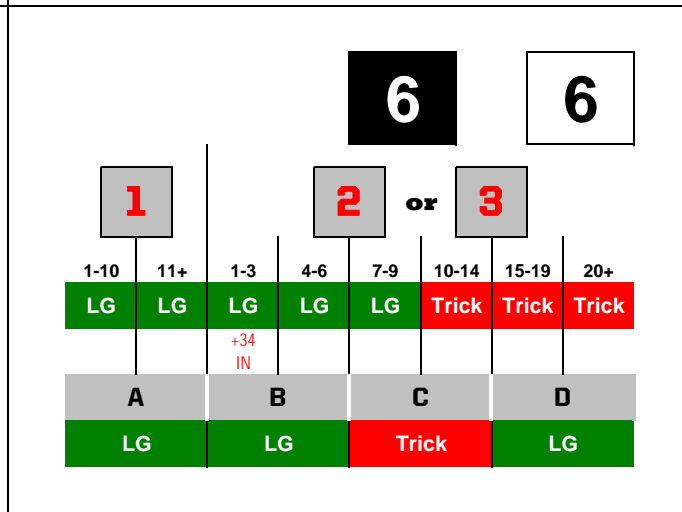 6 6
1 2 or 3
1-10 11+ 1-3 4-6 7-9 10-14 15-19 20+
LG LG LG LG LG Trick Trick Trick
+34
IN
A B C D
LG LG Trick LG